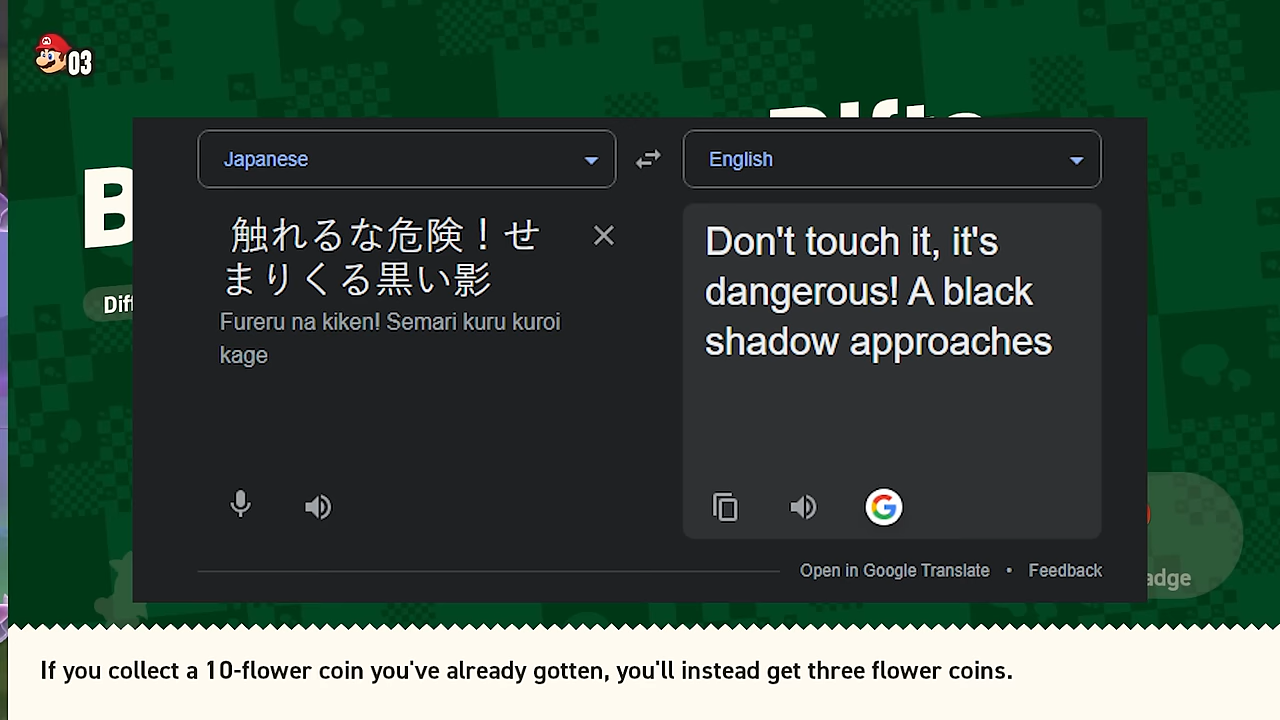 03
Japanese
English
触れるな危険！せ
まりくる黒い影
Fureru na kiken! Semari kuru kuroi
kage
Don't touch it, it's
dangerous! A black
shadow approaches
Open in Google Translate • Feedback
If you collect a 10-flower coin you've already gotten, you'll instead get three flower coins.